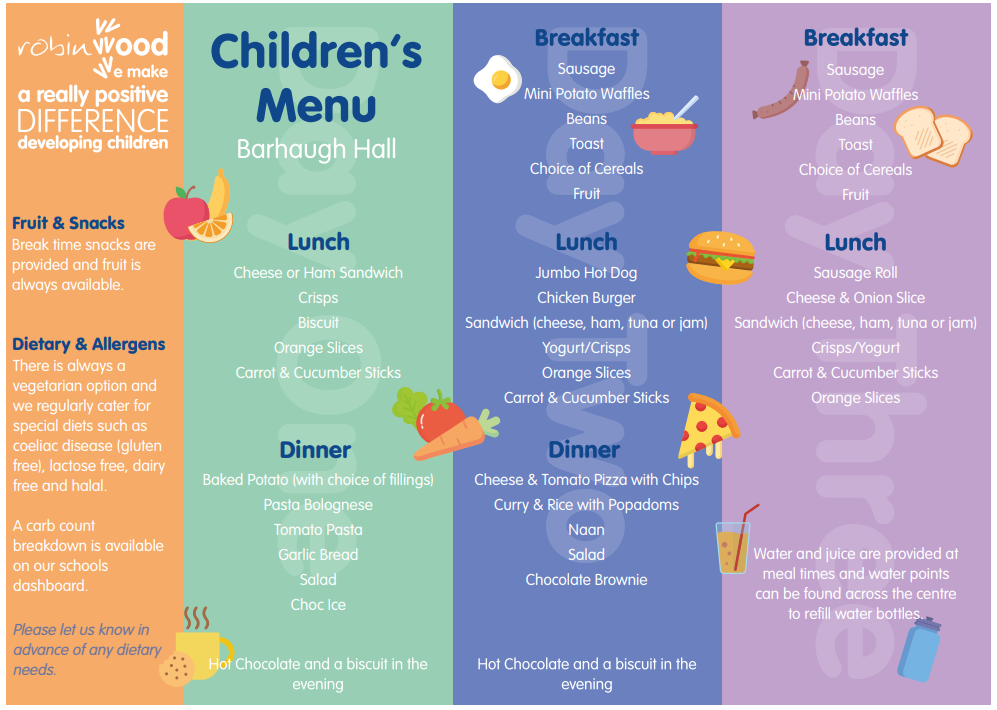 robinwood
we make
a really positive
DIFFERENCE
developing children
Fruit & Snacks
Break time snacks are
provided and fruit is
always available.
Dietary & Allergens
There is always a
vegetarian option and
we regularly cater for
special diets such as
coeliac disease (gluten
free), lactose free, dairy
free and halal.
A carb count
breakdown is available
on our schools
dashboard.
Please let us know in
advance of any dietary
needs.
Day One
Children's
Menu
Barhaugh Hall
Lunch
Cheese or Ham Sandwich
Crisps
Biscuit
Orange Slices
Carrot & Cucumber Sticks
Dinner
Baked Potato (with choice of fillings)
Pasta Bolognese
Tomato Pasta
Garlic Bread
Salad
Choc Ice
Hot Chocolate and a biscuit in the
evening
Day Two
Breakfast
Sausage
Mini Potato Waffles
Beans
Toast
Choice of Cereals
Fruit
Lunch
Jumbo Hot Dog
Chicken Burger
Sandwich (cheese, ham, tuna or jam)
Yogurt/Crisps
Orange Slices
Carrot & Cucumber Sticks
Dinner
Cheese & Tomato Pizza with Chips
Curry & Rice with Popadoms
Naan
Salad
Chocolate Brownie
Hot Chocolate and a biscuit in the
evening
Day Three
Breakfast
Sausage
Mini Potato Waffles
Beans
Toast
Choice of Cereals
Fruit
Lunch
Sausage Roll
Cheese & Onion Slice
Sandwich (cheese, ham, tuna or jam)
Crisps/Yogurt
Carrot & Cucumber Sticks
Orange Slices
Water and juice are provided at
meal times and water points
can be found across the centre
to refill water bottles.